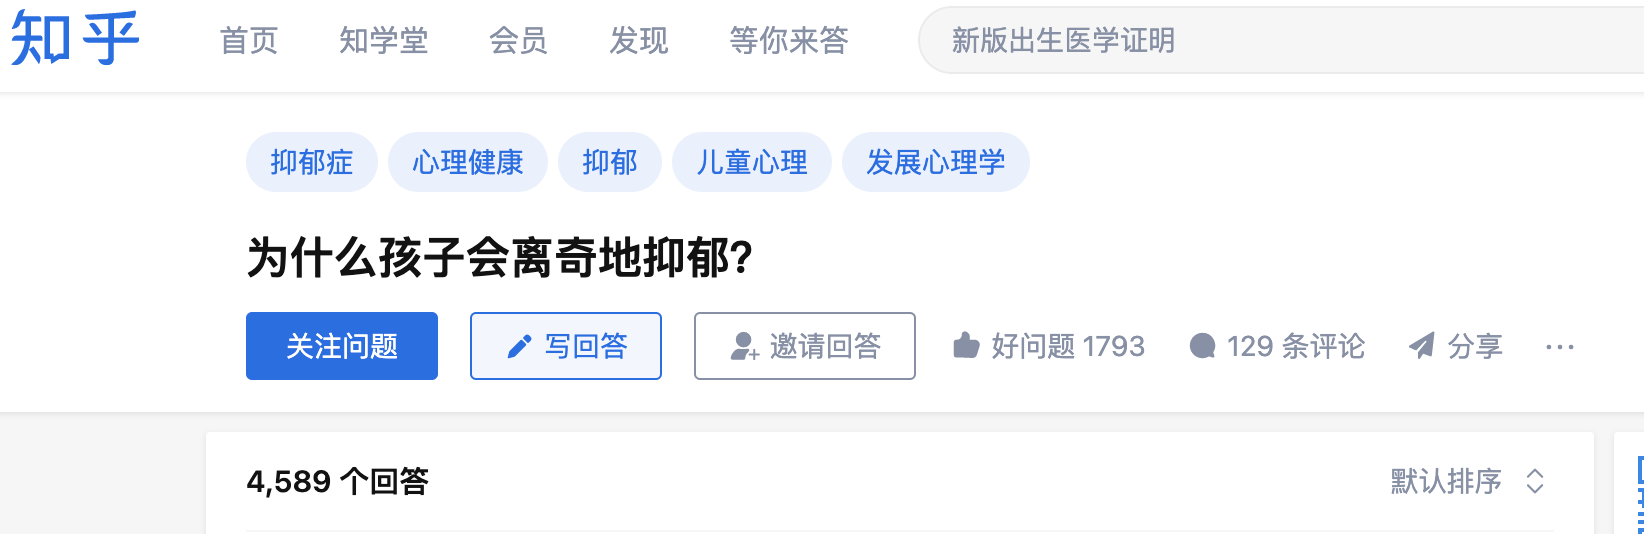 知乎 首页 知学堂 会员 发现 等你来答 新版出生医学证明
抑郁症 心理健康 抑郁 儿童心理 发展心理学
为什么孩子会离奇地抑郁?
关注问题 写回答 邀请回答 好问题 1793 129 条评论 分享 ...
4,589 个回答 默认排序